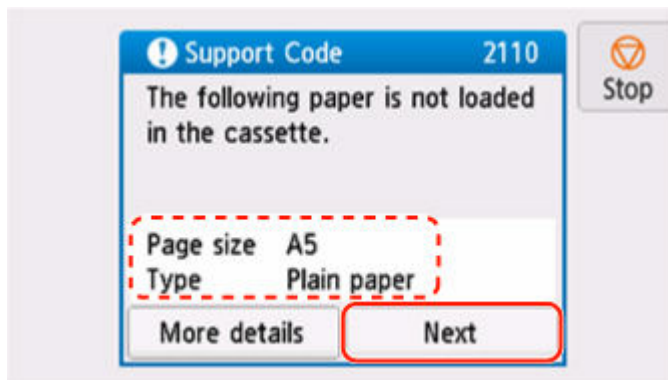 Support Code 2110
Stop
The following paper is not loaded
in the cassette.
Page size A5
Type Plain paper
More details Next